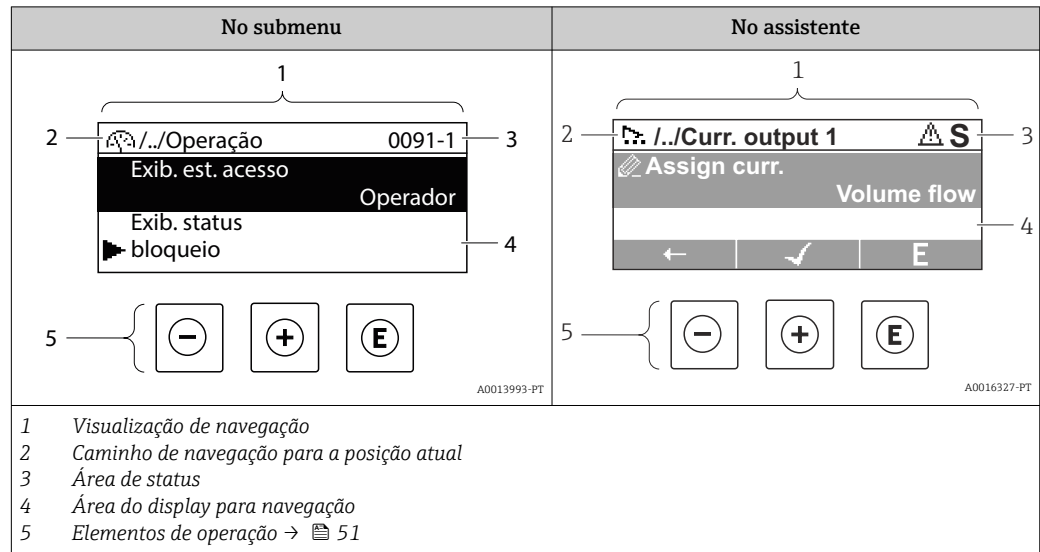 No submenu
No assistente
1
2
/../Operação 0091-1
3
Exib. est. acesso
Operador
Exib. status
bloqueio
4
5
- + E
A0013993-PT
1
2
/../Curr. output 1 S
3
Assign curr.
Volume flow
4
← ✓ E
5
- + E
A0016327-PT
1 Visualização de navegação
2 Caminho de navegação para a posição atual
3 Área de status
4 Área do display para navegação
5 Elementos de operação → 51